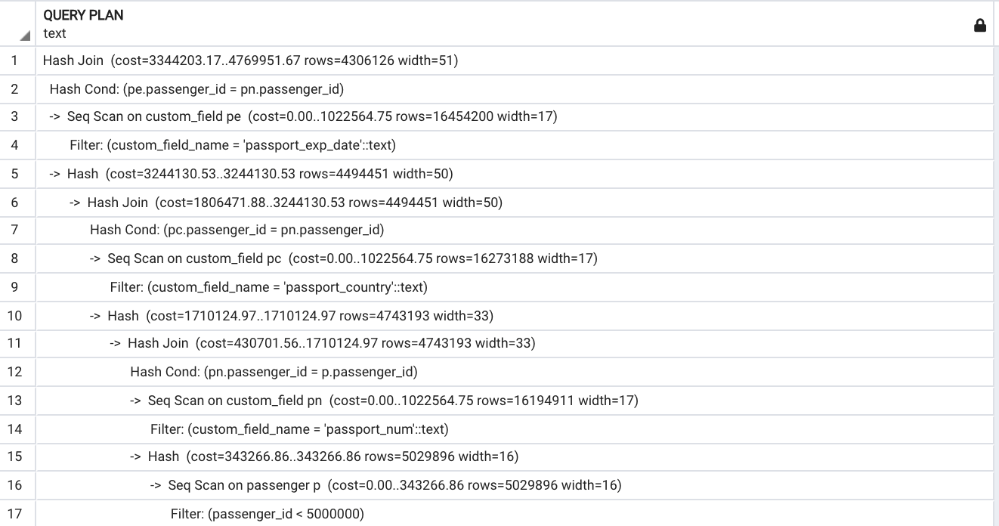 QUERY PLAN
text
1 Hash Join (cost=3344203.17..4769951.67 rows=4306126 width=51)
2 Hash Cond: (pe.passenger_id = pn.passenger_id)
3 -> Seq Scan on custom_field pe (cost=0.00..1022564.75 rows=16454200 width=17)
4 Filter: (custom_field_name = 'passport_exp_date'::text)
5 -> Hash (cost=3244130.53..3244130.53 rows=4494451 width=50)
6 -> Hash Join (cost=1806471.88..3244130.53 rows=4494451 width=50)
7 Hash Cond: (pc.passenger_id = pn.passenger_id)
8 -> Seq Scan on custom_field pc (cost=0.00..1022564.75 rows=16273188 width=17)
9 Filter: (custom_field_name = 'passport_country'::text)
10 -> Hash (cost=1710124.97..1710124.97 rows=4743193 width=33)
11 -> Hash Join (cost=430701.56..1710124.97 rows=4743193 width=33)
12 Hash Cond: (pn.passenger_id = p.passenger_id)
13 -> Seq Scan on custom_field pn (cost=0.00..1022564.75 rows=16194911 width=17)
14 Filter: (custom_field_name = 'passport_num'::text)
15 -> Hash (cost=343266.86..343266.86 rows=5029896 width=16)
16 -> Seq Scan on passenger p (cost=0.00..343266.86 rows=5029896 width=16)
17 Filter: (passenger_id < 5000000)